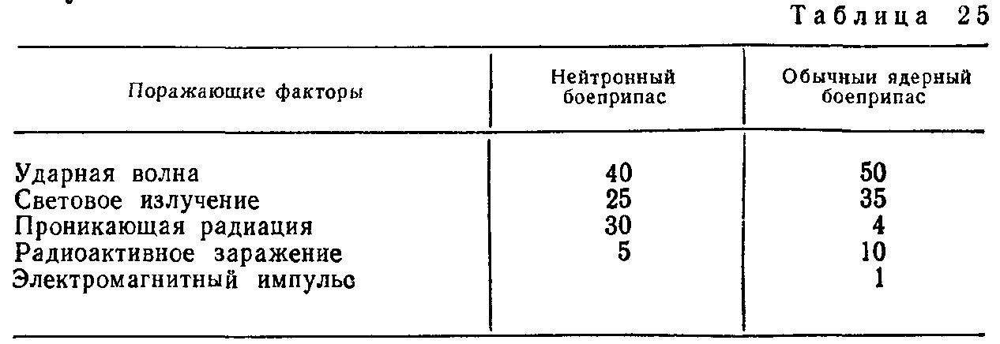 Таблица 25
Поражающие факторы
Нейтронный
боеприпас
Обычныи ядерный
боеприпас
Ударная волна 40 50
Световое излучение 25 35
Проникающая радиация 30 4
Радиоактивное заражение 5 10
Электромагнитный импульс 1